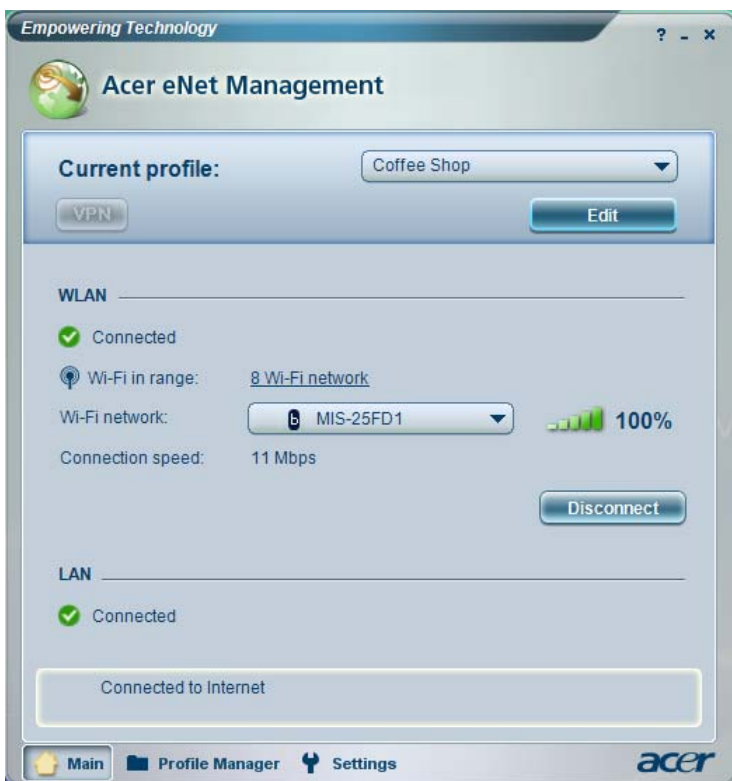 Empowering Technology
? - x
Acer eNet Management
Current profile:
Coffee Shop
VPN
Edit
WLAN
Connected
Wi-Fi in range:
8 Wi-Fi network
Wi-Fi network:
b MIS-25FD1
100%
Connection speed:
11 Mbps
Disconnect
LAN
Connected
Connected to Internet
Main
Profile Manager
Settings
acer